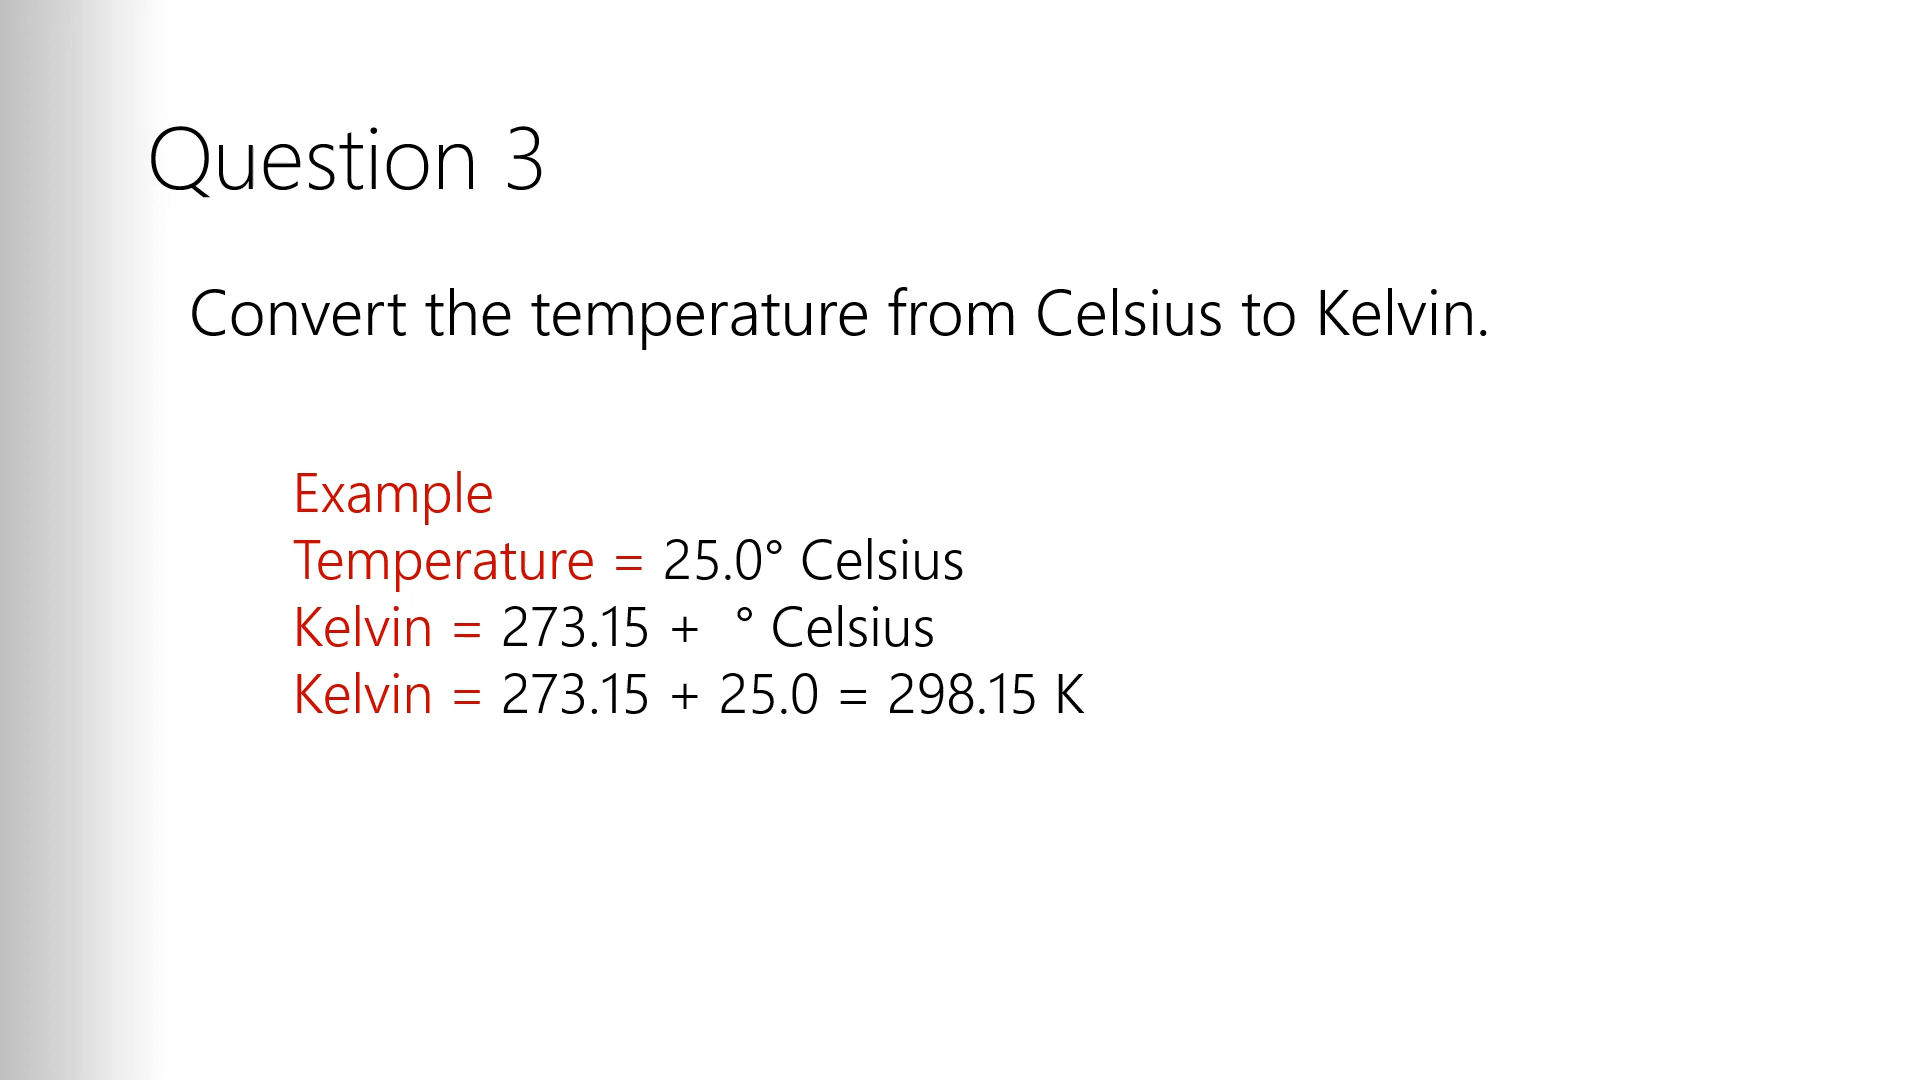 Question 3
Convert the temperature from Celsius to Kelvin.
Example
Temperature = 25.0° Celsius
Kelvin = 273.15 +  ° Celsius
Kelvin = 273.15 + 25.0 = 298.15 K